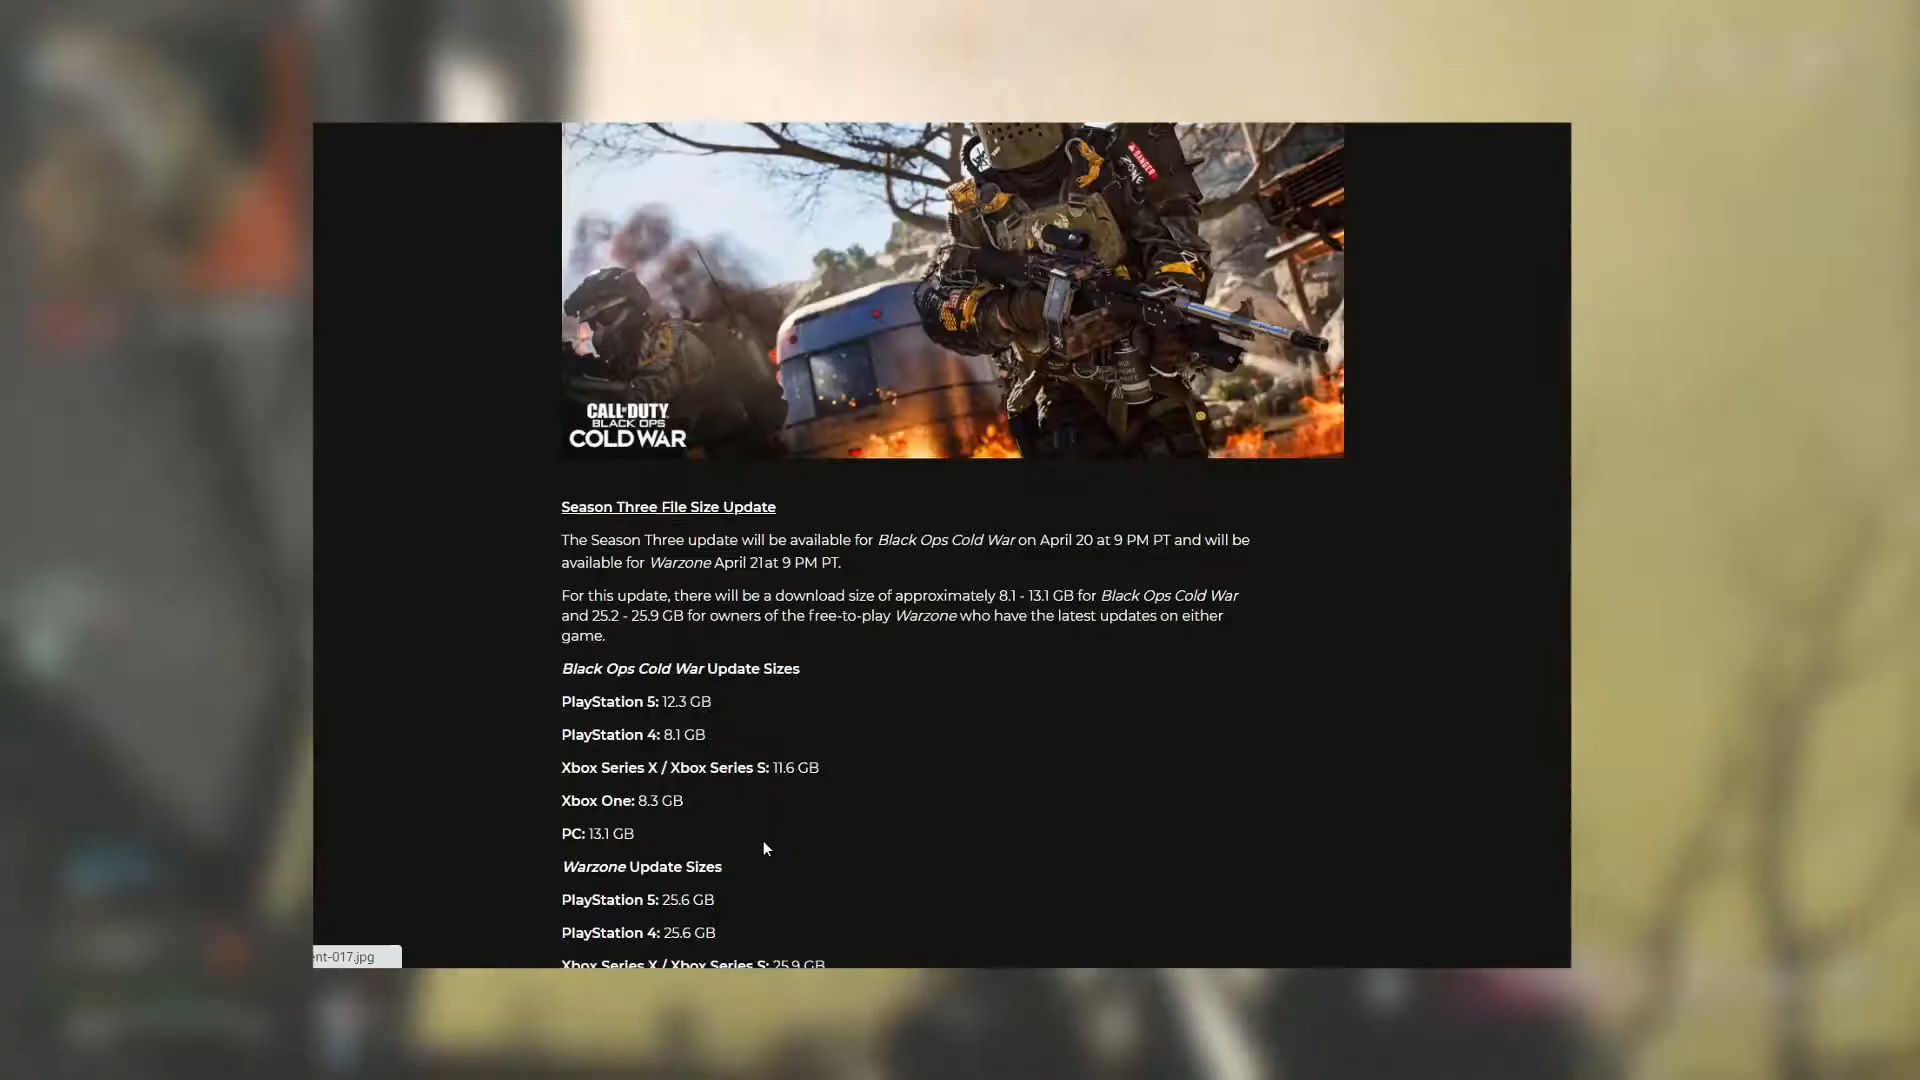 DANGER
ZONE
CALL OF DUTY
BLACK OPS
COLD WAR
Season Three File Size Update
The Season Three update will be available for Black Ops Cold War on April 20 at 9 PM PT and will be
available for Warzone April 21at 9 PM PT.
For this update, there will be a download size of approximately 8.1 - 13.1 GB for Black Ops Cold War
and 25.2 - 25.9 GB for owners of the free-to-play Warzone who have the latest updates on either
game.
Black Ops Cold War Update Sizes
PlayStation 5: 12.3 GB
PlayStation 4: 8.1 GB
Xbox Series X / Xbox Series S: 11.6 GB
Xbox One: 8.3 GB
PC: 13.1 GB
Warzone Update Sizes
PlayStation 5: 25.6 GB
PlayStation 4: 25.6 GB
Xbox Series X / Xbox Series S: 25.9 GB
ent-017.jpg